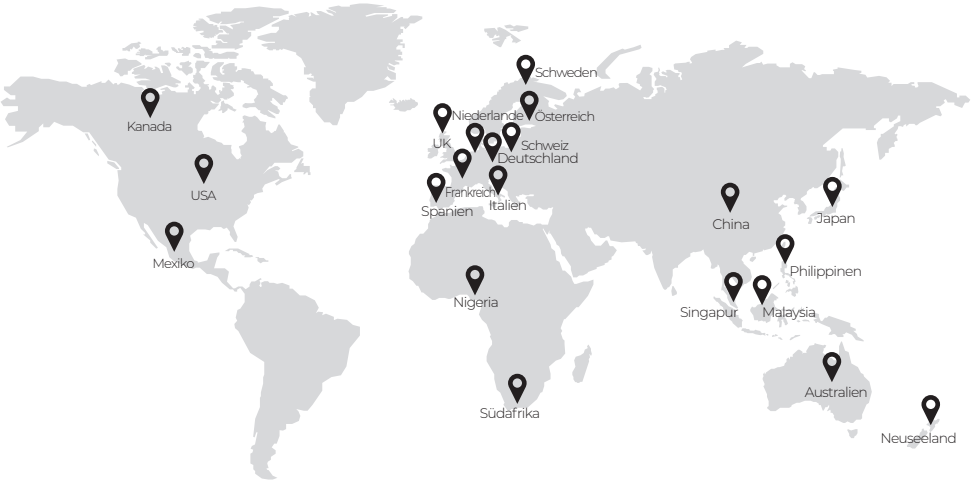 Schweden
Kanada
Niederlande
Österreich
UK
Schweiz
Deutschland
USA
Frankreich
Italien
Spanien
China
Japan
Mexiko
Philippinen
Nigeria
Singapur
Malaysia
Australien
Südafrika
Neuseeland